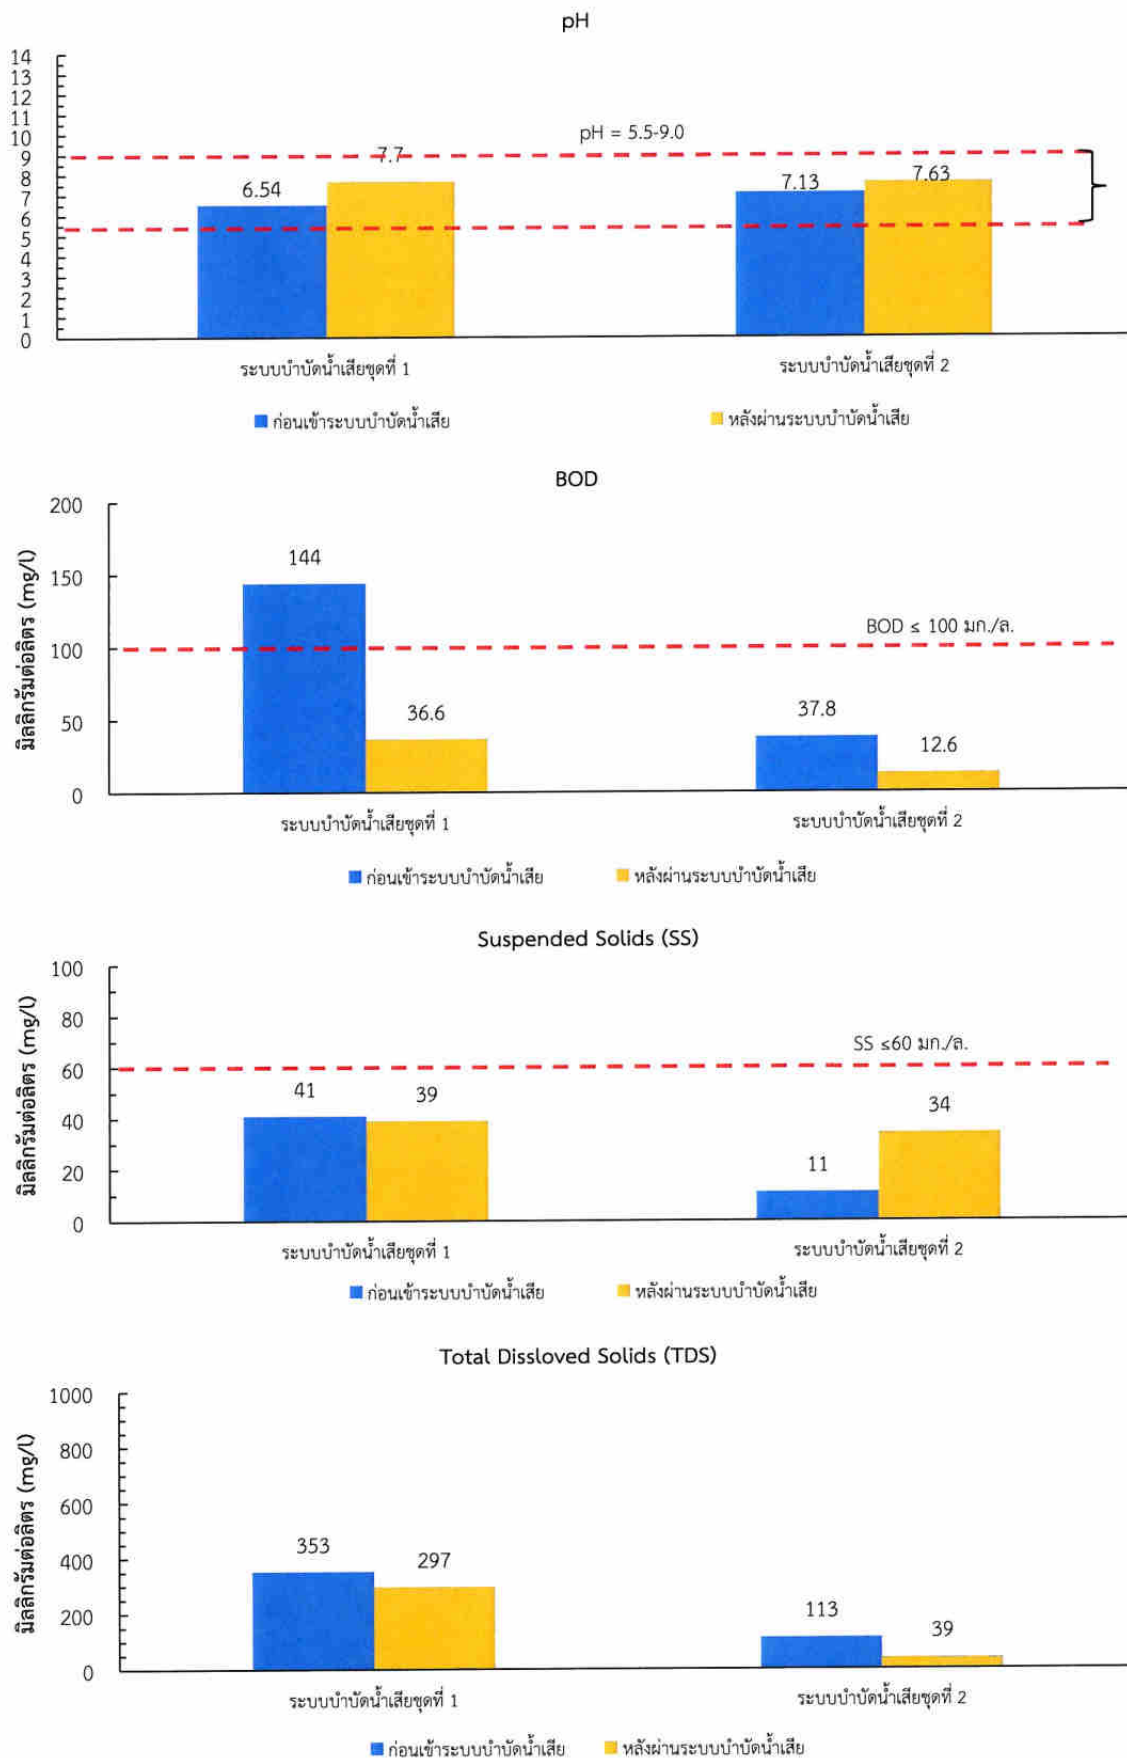 pH
14
13
12
11
10
9
8
7
6
5
4
3
2
1
0
pH = 5.5-9.0
6.54
7.7
7.13
7.63
ระบบบำบัดน้ำเสียชุดที่ 1
ระบบบำบัดน้ำเสียชุดที่ 2
ก่อนเข้าระบบบำบัดน้ำเสีย
หลังผ่านระบบบำบัดน้ำเสีย
BOD
มิลลิกรัมต่อลิตร (mg/l)
200
150
100
50
0
144
36.6
BOD ≤ 100 มก./ล.
37.8
12.6
ระบบบำบัดน้ำเสียชุดที่ 1
ระบบบำบัดน้ำเสียชุดที่ 2
ก่อนเข้าระบบบำบัดน้ำเสีย
หลังผ่านระบบบำบัดน้ำเสีย
Suspended Solids (SS)
มิลลิกรัมต่อลิตร (mg/l)
100
80
60
40
20
0
SS ≤60 มก./ล.
41
39
11
34
ระบบบำบัดน้ำเสียชุดที่ 1
ระบบบำบัดน้ำเสียชุดที่ 2
ก่อนเข้าระบบบำบัดน้ำเสีย
หลังผ่านระบบบำบัดน้ำเสีย
Total Dissloved Solids (TDS)
มิลลิกรัมต่อลิตร (mg/l)
1000
800
600
400
200
0
353
297
113
39
ระบบบำบัดน้ำเสียชุดที่ 1
ระบบบำบัดน้ำเสียชุดที่ 2
ก่อนเข้าระบบบำบัดน้ำเสีย
หลังผ่านระบบบำบัดน้ำเสีย